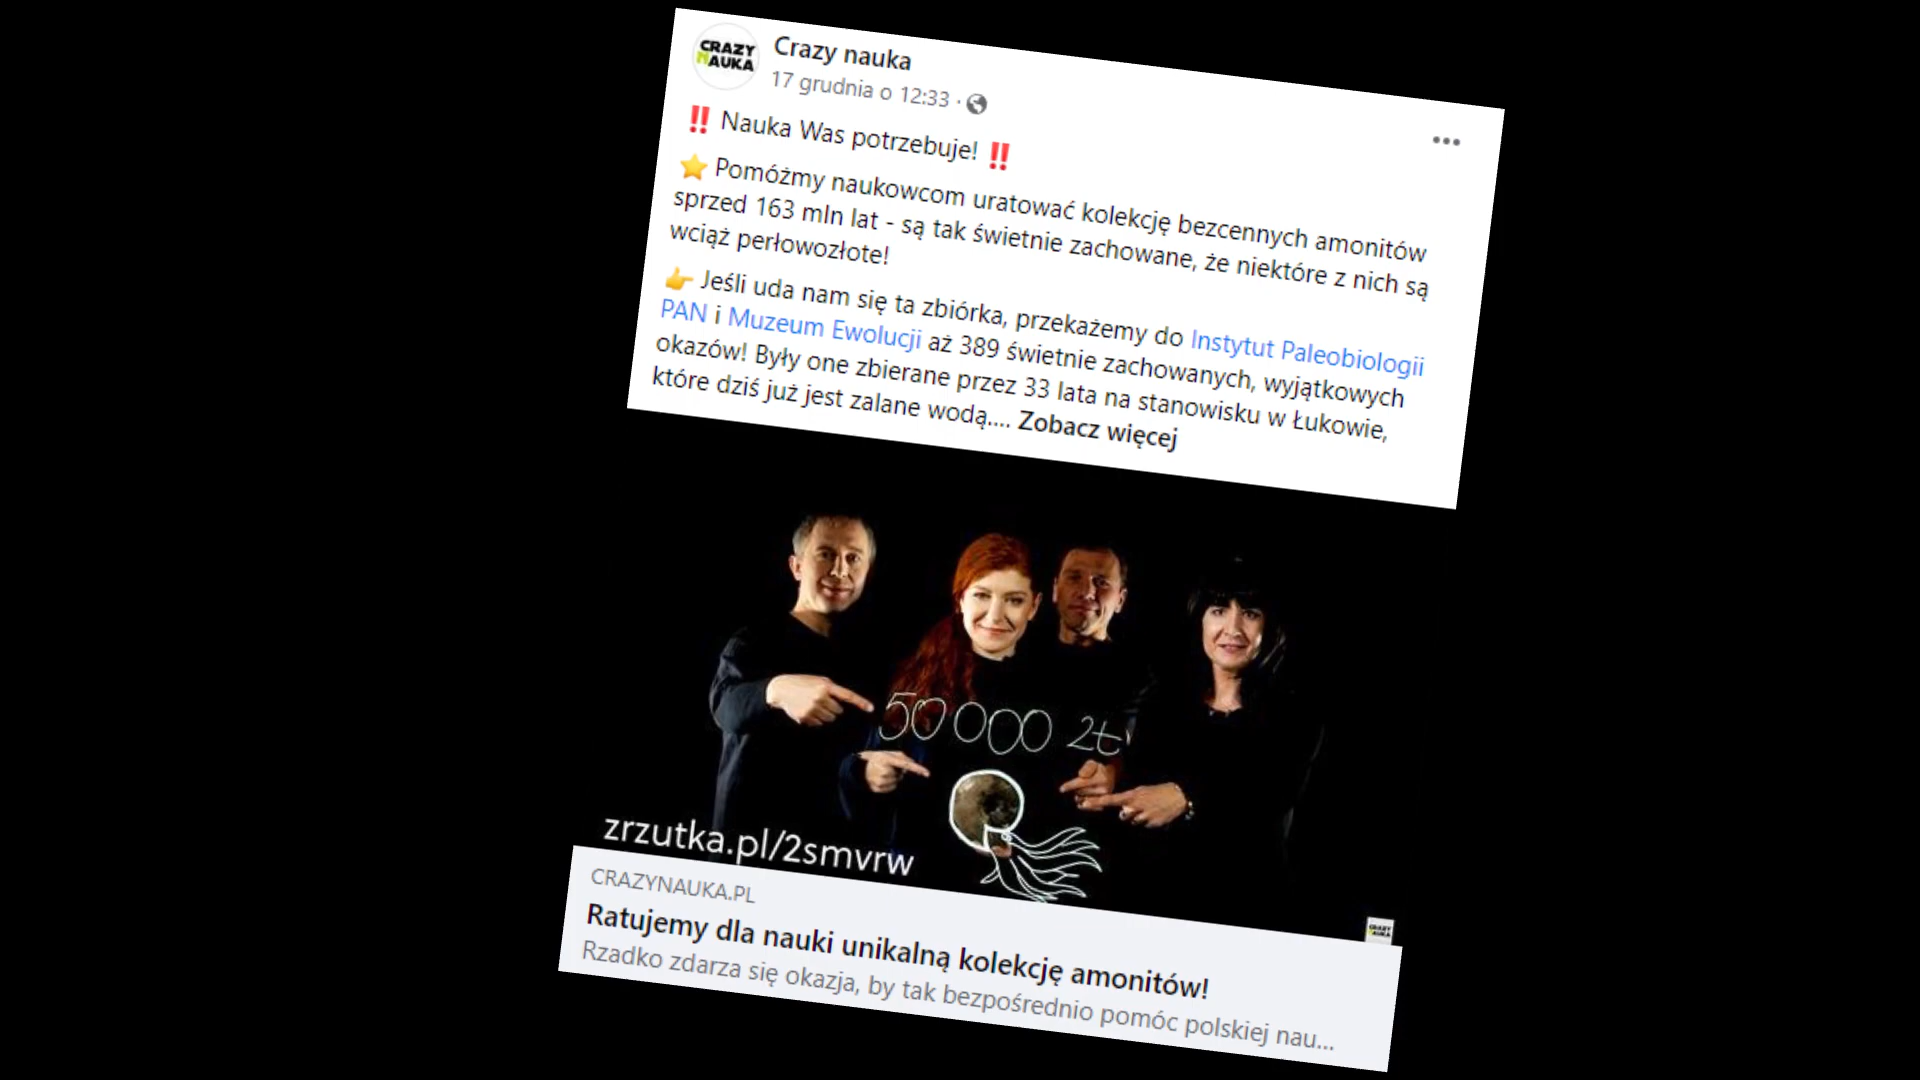 CRAZY
NAUKA
Crazy nauka
17 grudnia o 12:33 ·
‼ Nauka Was potrzebuje! ‼
⭐ Pomóżmy naukowcom uratować kolekcję bezcennych amonitów
sprzed 163 mln lat - są tak świetnie zachowane, że niektóre z nich są
wciąż perłowozłote!
👉 Jeśli uda nam się ta zbiórka, przekażemy do Instytut Paleobiologii
PAN i Muzeum Ewolucji aż 389 świetnie zachowanych, wyjątkowych
okazów! Były one zbierane przez 33 lata na stanowisku w Łukowie,
które dziś już jest zalane wodą.... Zobacz więcej
50 000 zł
zrzutka.pl/2smvrw
CRAZY
NAUKA
CRAZYNAUKA.PL
Ratujemy dla nauki unikalną kolekcję amonitów!
Rzadko zdarza się okazja, by tak bezpośrednio pomóc polskiej nau...